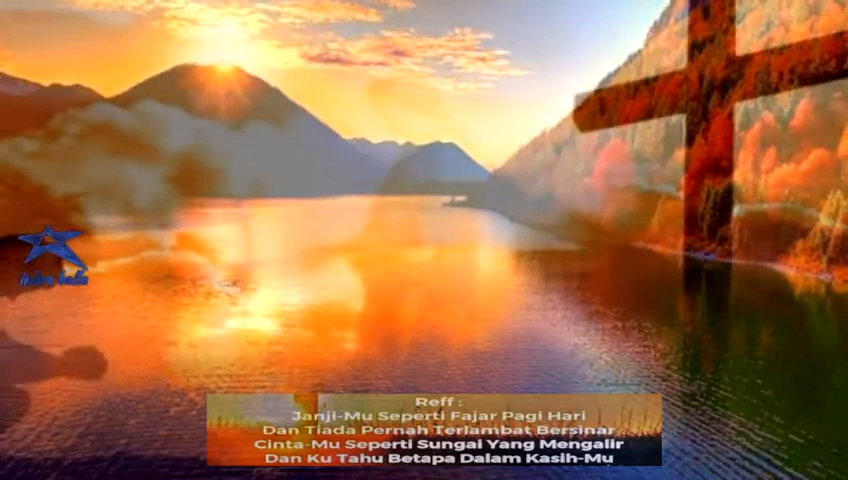 Reff :
Janji-Mu Seperti Fajar Pagi Hari
Dan Tiada Pernah Terlambat Bersinar
Cinta-Mu Seperti Sungai Yang Mengalir
Dan Ku Tahu Betapa Dalam Kasih-Mu